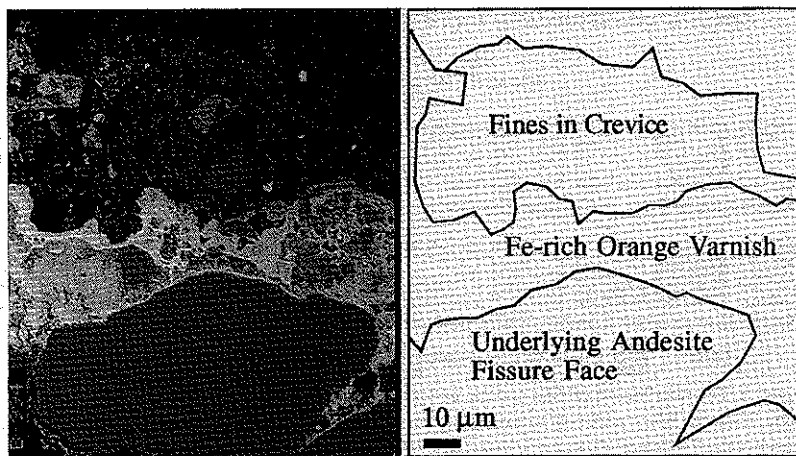 Fines in Crevice
Fe-rich Orange Varnish
Underlying Andesite
Fissure Face
10 μm